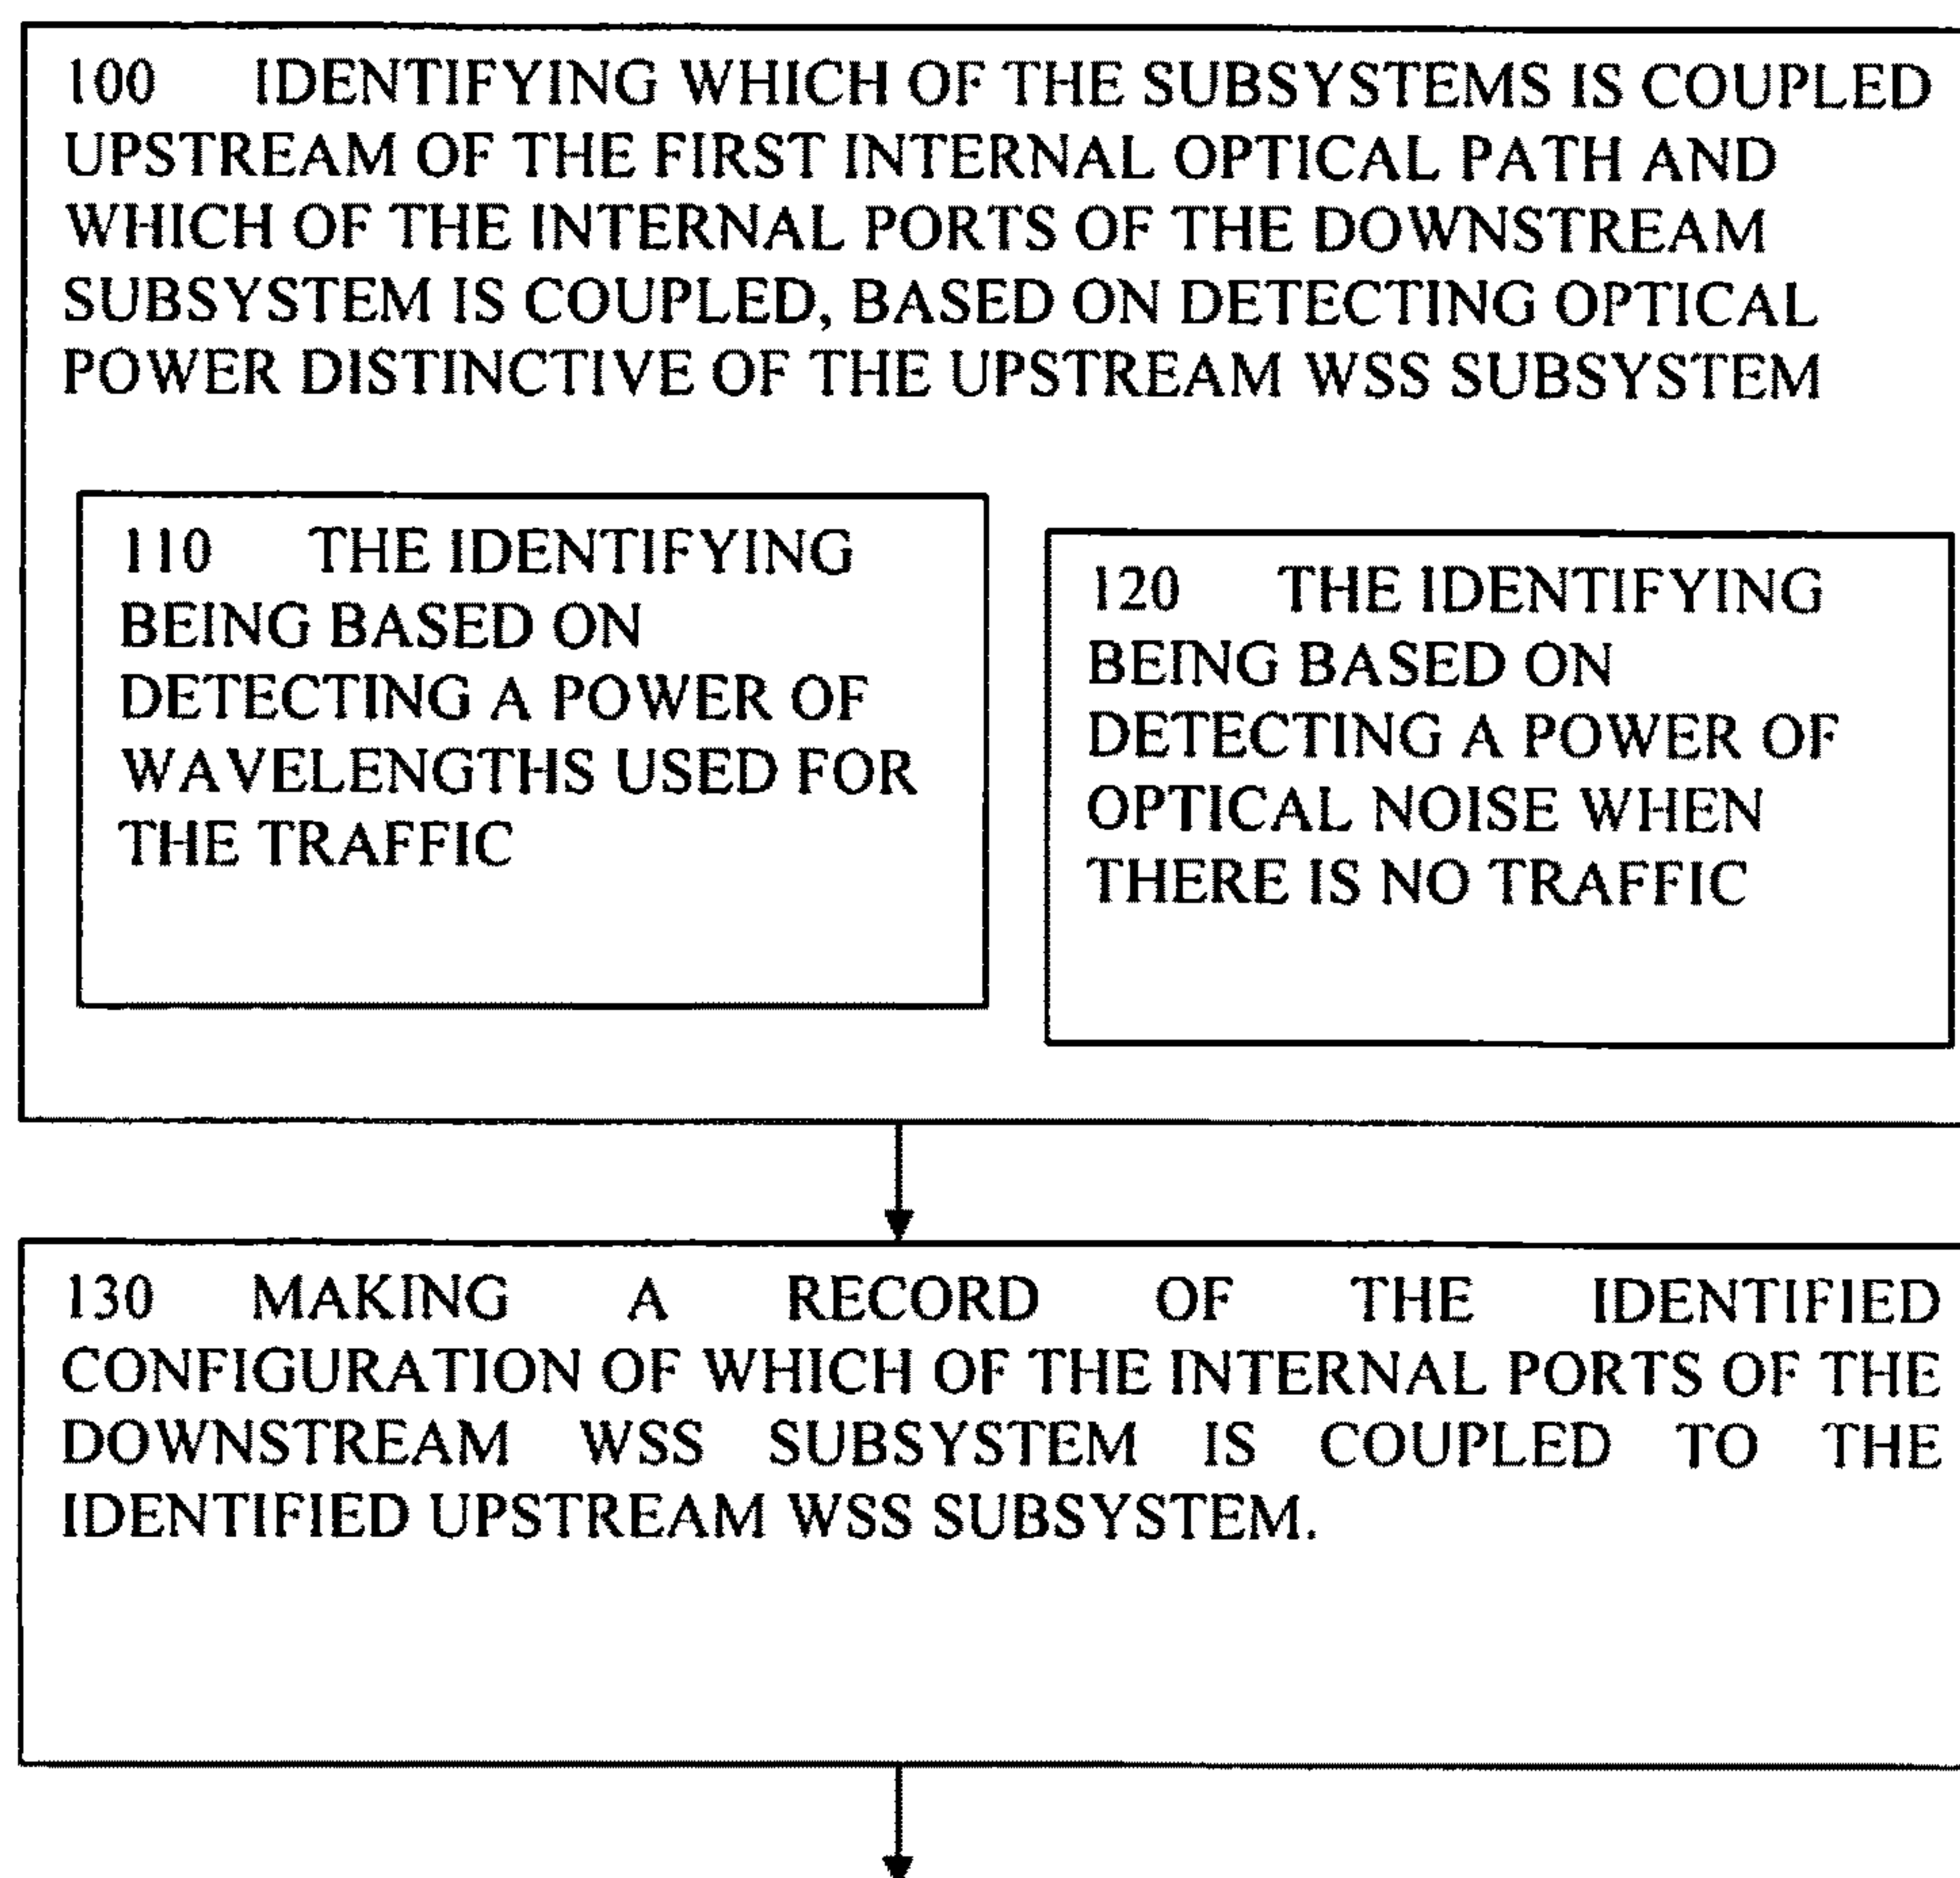 100 IDENTIFYING WHICH OF THE SUBSYSTEMS IS COUPLED
UPSTREAM OF THE FIRST INTERNAL OPTICAL PATH AND
WHICH OF THE INTERNAL PORTS OF THE DOWNSTREAM
SUBSYSTEM IS COUPLED, BASED ON DETECTING OPTICAL
POWER DISTINCTIVE OF THE UPSTREAM WSS SUBSYSTEM
110 THE IDENTIFYING
BEING BASED ON
DETECTING A POWER OF
WAVELENGTHS USED FOR
THE TRAFFIC
120 THE IDENTIFYING
BEING BASED ON
DETECTING A POWER OF
OPTICAL NOISE WHEN
THERE IS NO TRAFFIC
130 MAKING A RECORD OF THE IDENTIFIED
CONFIGURATION OF WHICH OF THE INTERNAL PORTS OF THE
DOWNSTREAM WSS SUBSYSTEM IS COUPLED TO THE
IDENTIFIED UPSTREAM WSS SUBSYSTEM.